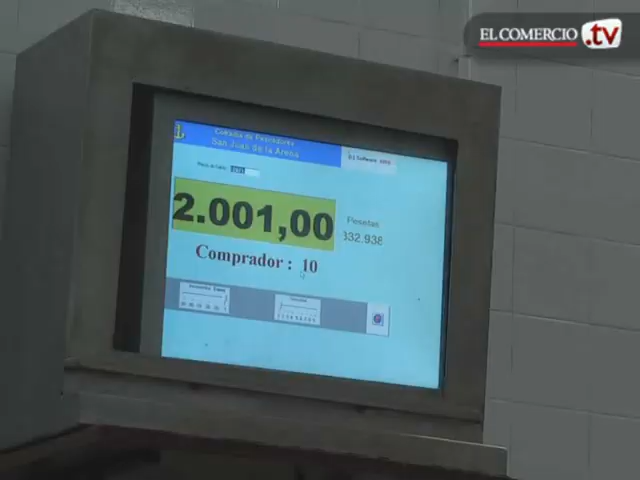 EL COMERCIO .tv
Cofradía de Pescadores
San Juan de la Arena
2.001,00
Pesetas
332.938
Comprador : 10